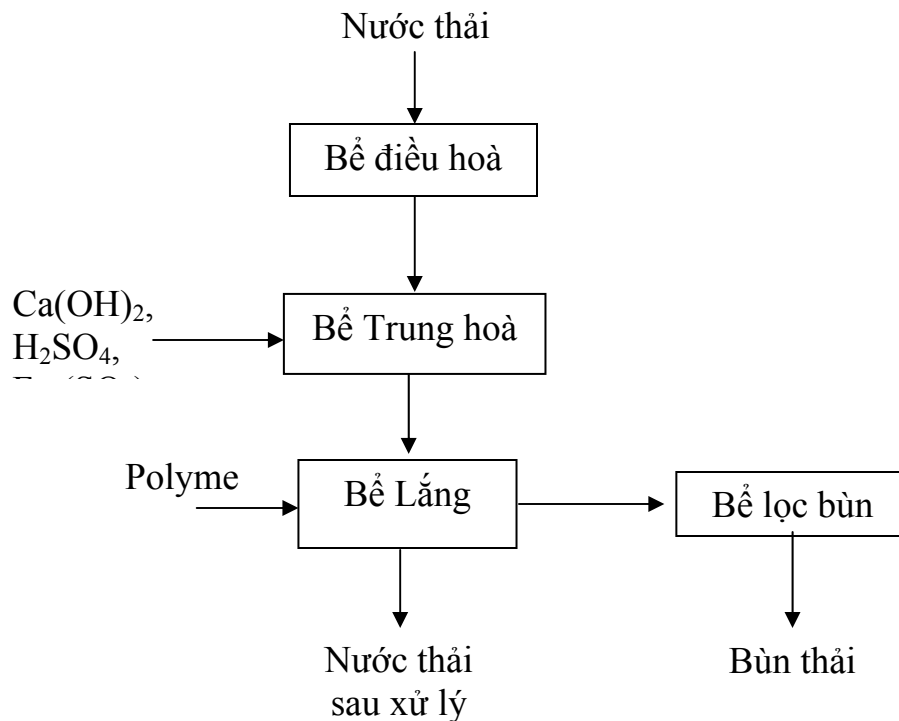 Nước thải
Bể điều hoà
Ca(OH)₂,
H₂SO₄,
Bể Trung hoà
Polyme
Bể Lắng
Bể lọc bùn
Nước thải
sau xử lý
Bùn thải